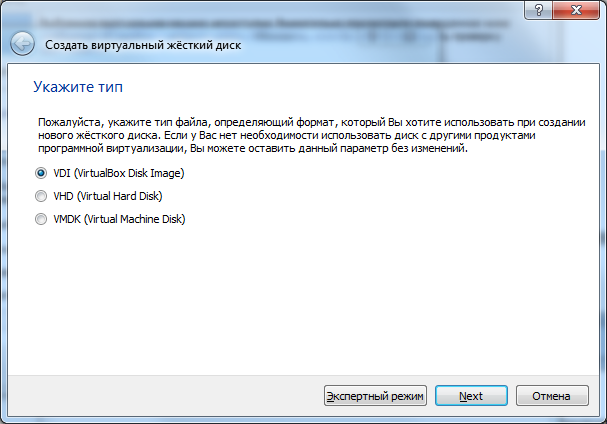 Создать виртуальный жёсткий диск
Укажите тип
Пожалуйста, укажите тип файла, определяющий формат, который Вы хотите использовать при создании
нового жёсткого диска. Если у Вас нет необходимости использовать диск с другими продуктами
программной виртуализации, Вы можете оставить данный параметр без изменений.
VDI (VirtualBox Disk Image)
VHD (Virtual Hard Disk)
VMDK (Virtual Machine Disk)
Экспертный режим Next Отмена